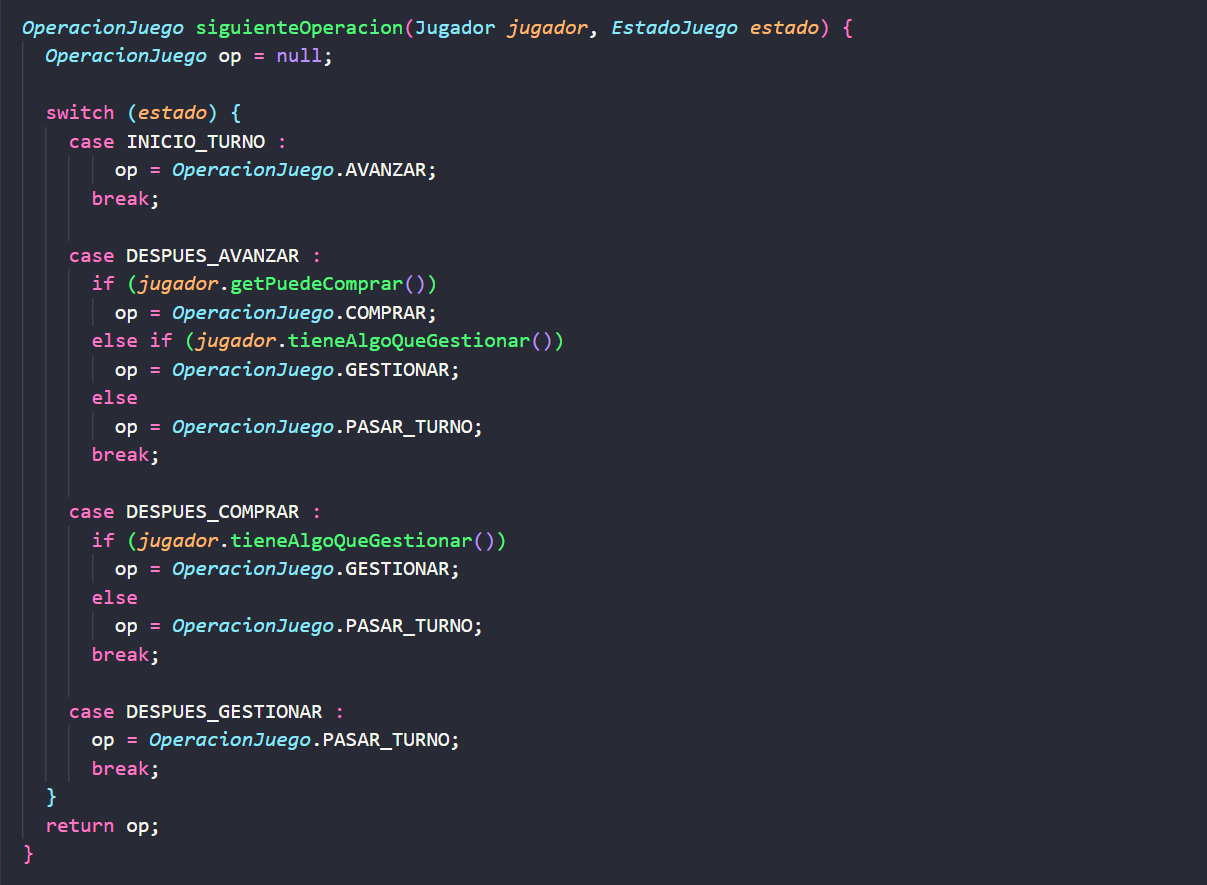 OperacionJuego siguienteOperacion(Jugador jugador, EstadoJuego estado) {
  OperacionJuego op = null;

  switch (estado) {
    case INICIO_TURNO :
        op = OperacionJuego.AVANZAR;
      break;

    case DESPUES_AVANZAR :
      if (jugador.getPuedeComprar())
        op = OperacionJuego.COMPRAR;
      else if (jugador.tieneAlgoQueGestionar())
        op = OperacionJuego.GESTIONAR;
      else
        op = OperacionJuego.PASAR_TURNO;
      break;

    case DESPUES_COMPRAR :
      if (jugador.tieneAlgoQueGestionar())
        op = OperacionJuego.GESTIONAR;
      else
        op = OperacionJuego.PASAR_TURNO;
      break;

    case DESPUES_GESTIONAR :
      op = OperacionJuego.PASAR_TURNO;
      break;
  }
  return op;
}